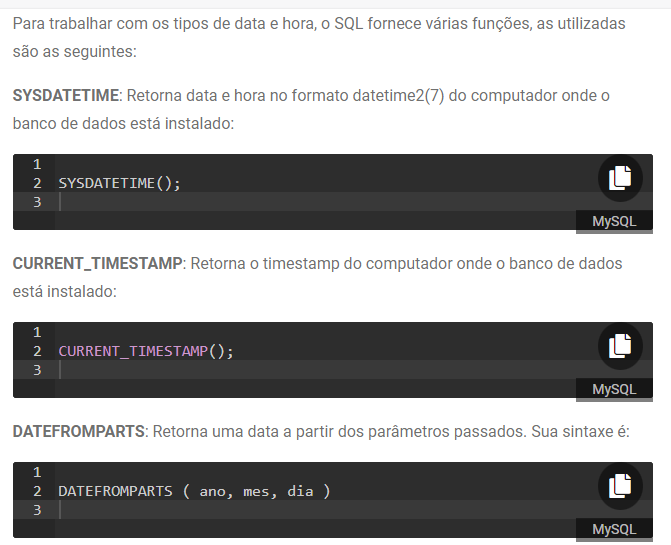 Para trabalhar com os tipos de data e hora, o SQL fornece várias funções, as utilizadas
são as seguintes:
SYSDATETIME: Retorna data e hora no formato datetime2(7) do computador onde o
banco de dados está instalado:
1
2 SYSDATETIME();
3
MySQL
CURRENT_TIMESTAMP: Retorna o timestamp do computador onde o banco de dados
está instalado:
1
2 CURRENT_TIMESTAMP();
3
MySQL
DATEFROMPARTS: Retorna uma data a partir dos parâmetros passados. Sua sintaxe é:
1
2 DATEFROMPARTS ( ano, mes, dia )
3
MySQL